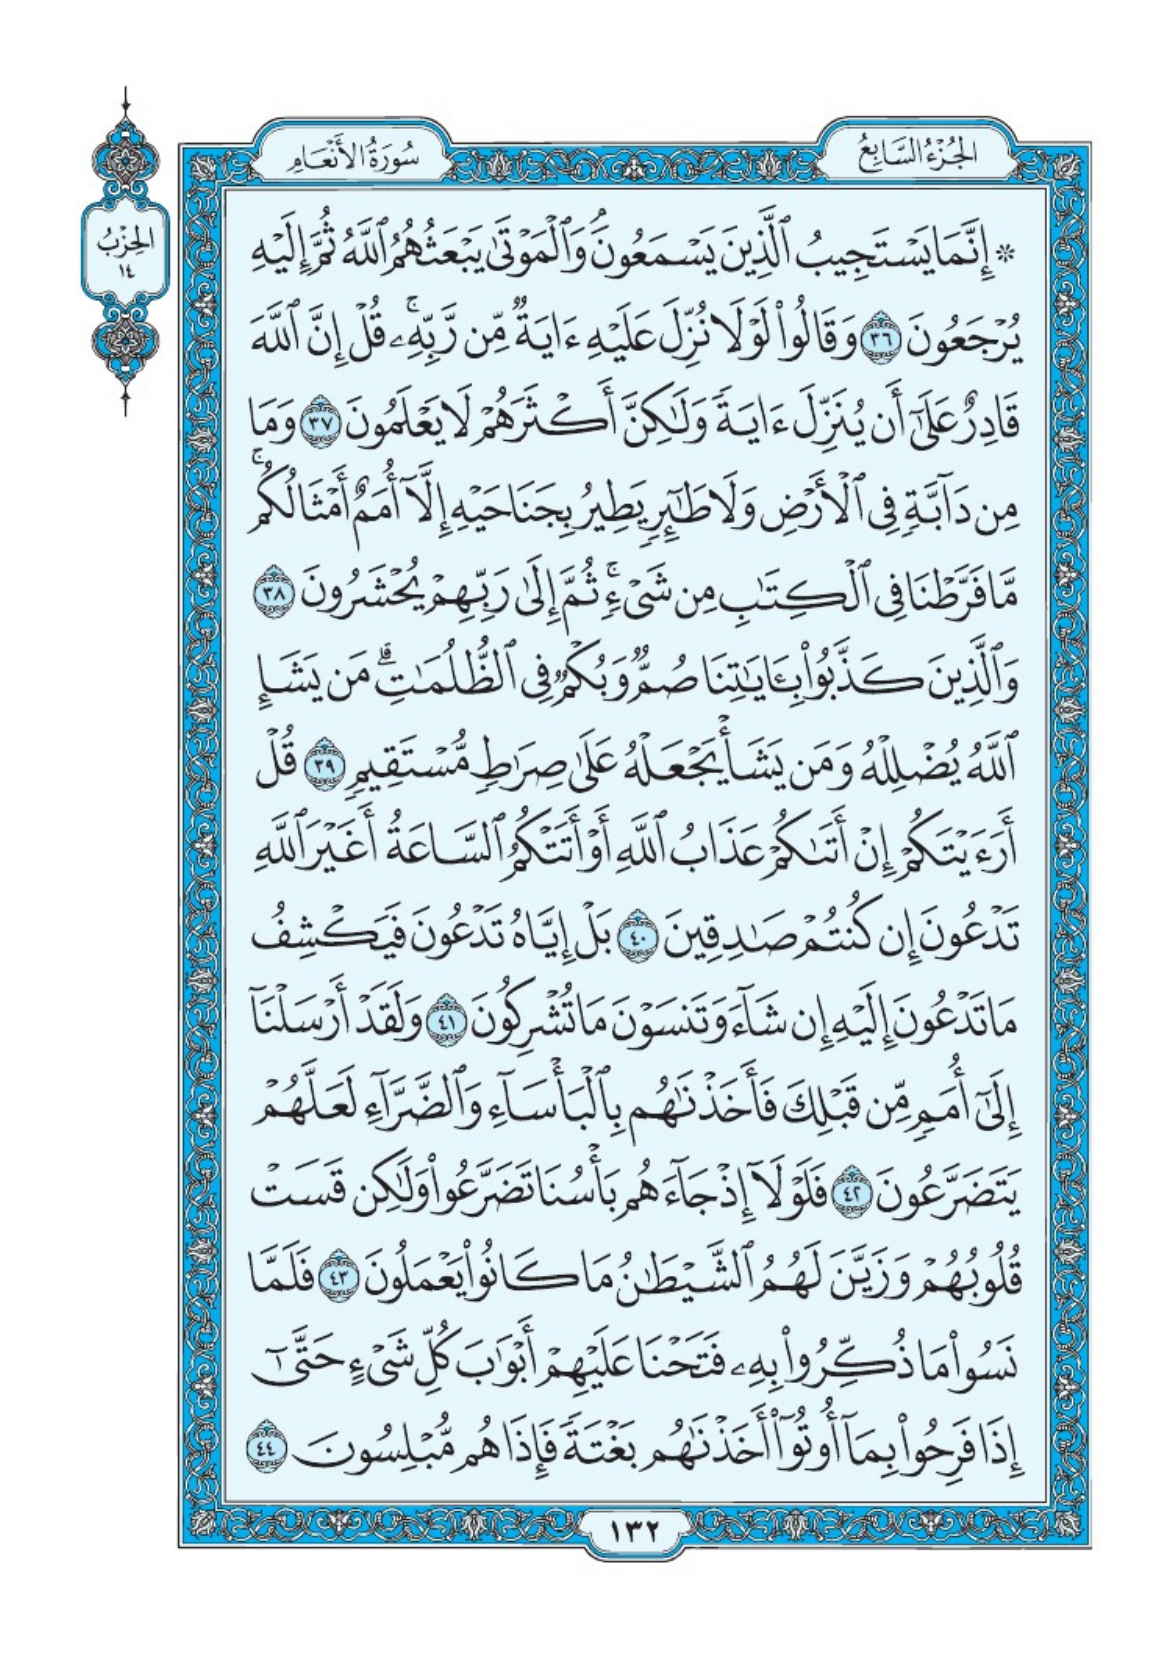 الجُزْءُ السَّابِعُ
سُورَةُ الأَنْعَامِ
الحِزْبُ
١٤
۞ إِنَّمَا يَسْتَجِيبُ ٱلَّذِينَ يَسْمَعُونَۘ وَٱلْمَوْتَىٰ يَبْعَثُهُمُ ٱللَّهُ ثُمَّ إِلَيْهِ
يُرْجَعُونَ ٣٦ وَقَالُوا۟ لَوْلَا نُزِّلَ عَلَيْهِ ءَايَةٌ مِّن رَّبِّهِۦۚ قُلْ إِنَّ ٱللَّهَ
قَادِرٌ عَلَىٰٓ أَن يُنَزِّلَ ءَايَةً وَلَٰكِنَّ أَكْثَرَهُمْ لَا يَعْلَمُونَ ٣٧ وَمَا
مِن دَآبَّةٍ فِى ٱلْأَرْضِ وَلَا طَٰٓئِرٍ يَطِيرُ بِجَنَاحَيْهِ إِلَّآ أُمَمٌ أَمْثَالُكُمۚ
مَّا فَرَّطْنَا فِى ٱلْكِتَٰبِ مِن شَىْءٍۚ ثُمَّ إِلَىٰ رَبِّهِمْ يُحْشَرُونَ ٣٨
وَٱلَّذِينَ كَذَّبُوا۟ بِـَٔايَٰتِنَا صُمٌّ وَبُكْمٌ فِى ٱلظُّلُمَٰتِۗ مَن يَشَإِ
ٱللَّهُ يُضْلِلْهُ وَمَن يَشَأْ يَجْعَلْهُ عَلَىٰ صِرَٰطٍ مُّسْتَقِيمٍ ٣٩ قُلْ
أَرَءَيْتَكُمْ إِنْ أَتَىٰكُمْ عَذَابُ ٱللَّهِ أَوْ أَتَتْكُمُ ٱلسَّاعَةُ أَغَيْرَ ٱللَّهِ
تَدْعُونَ إِن كُنتُمْ صَٰدِقِينَ ٤٠ بَلْ إِيَّاهُ تَدْعُونَ فَيَكْشِفُ
مَا تَدْعُونَ إِلَيْهِ إِن شَآءَ وَتَنسَوْنَ مَا تُشْرِكُونَ ٤١ وَلَقَدْ أَرْسَلْنَآ
إِلَىٰٓ أُمَمٍ مِّن قَبْلِكَ فَأَخَذْنَٰهُم بِٱلْبَأْسَآءِ وَٱلضَّرَّآءِ لَعَلَّهُمْ
يَتَضَرَّعُونَ ٤٢ فَلَوْلَآ إِذْ جَآءَهُم بَأْسُنَا تَضَرَّعُوا۟ وَلَٰكِن قَسَتْ
قُلُوبُهُمْ وَزَيَّنَ لَهُمُ ٱلشَّيْطَٰنُ مَا كَانُوا۟ يَعْمَلُونَ ٤٣ فَلَمَّا
نَسُوا۟ مَا ذُكِّرُوا۟ بِهِۦ فَتَحْنَا عَلَيْهِمْ أَبْوَٰبَ كُلِّ شَىْءٍ حَتَّىٰٓ
إِذَا فَرِحُوا۟ بِمَآ أُوتُوٓا۟ أَخَذْنَٰهُم بَغْتَةً فَإِذَا هُم مُّبْلِسُونَ ٤٤
١٣٢